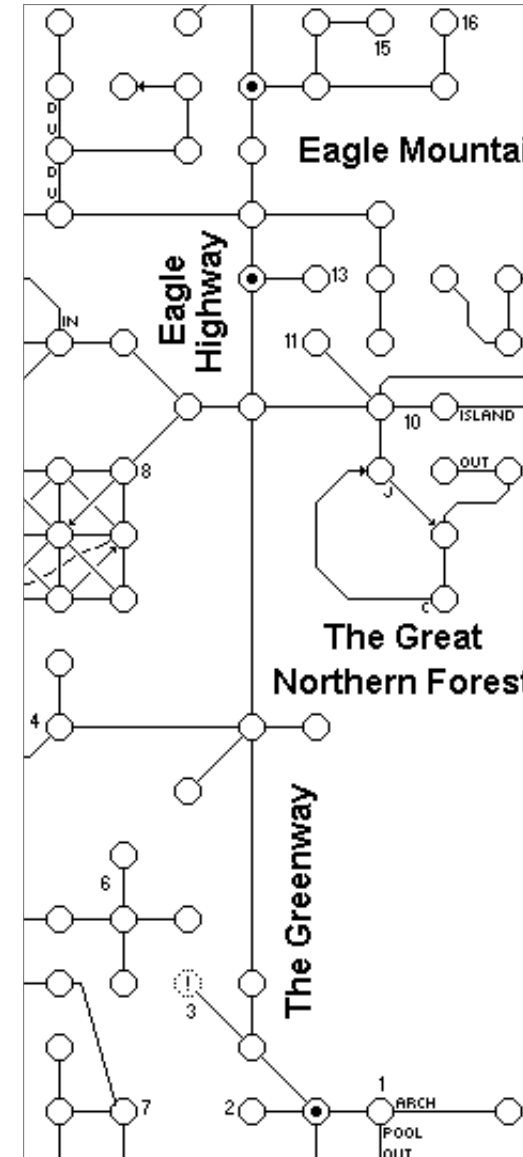 16
15
D
U
Eagle Mountai
D
U
Eagle
Highway
13
IN
11
10
ISLAND
8
OUT
J
C
The Great
Northern Forest
4
The Greenway
6
!
3
1
ARCH
7
2
POOL
OUT